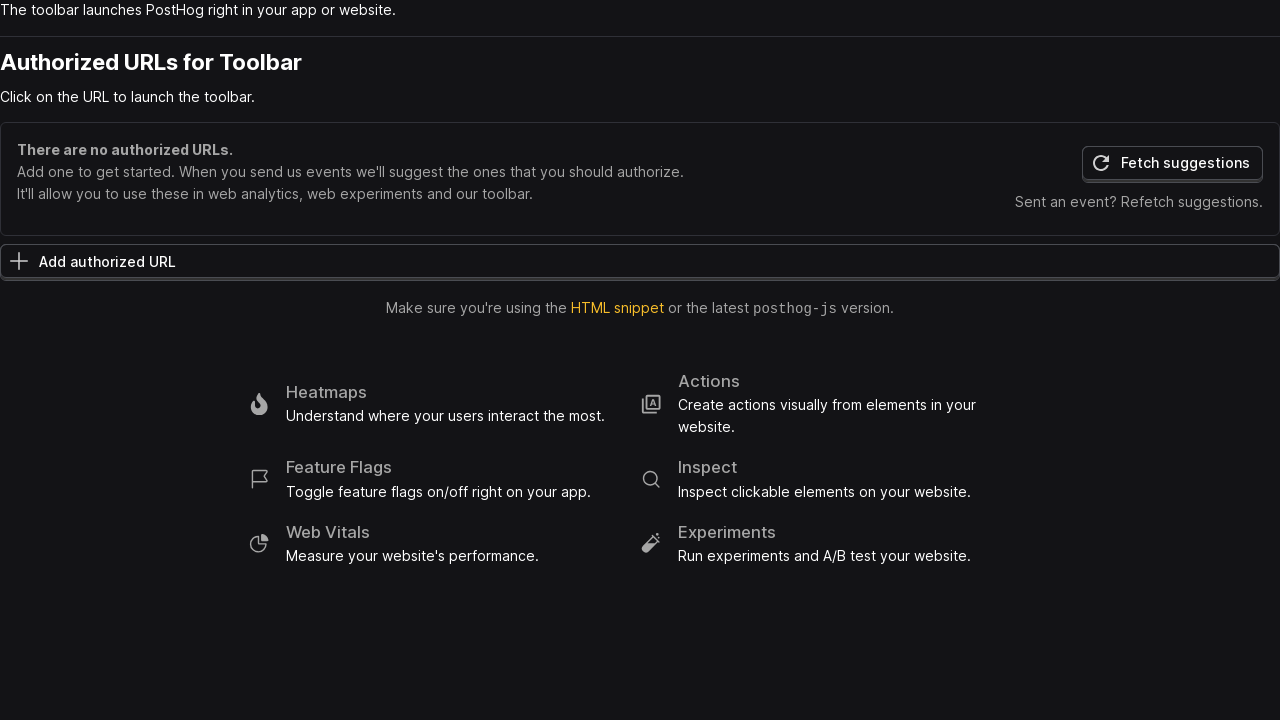 The toolbar launches PostHog right in your app or website.
Authorized URLs for Toolbar
Click on the URL to launch the toolbar.
There are no authorized URLs.
Add one to get started. When you send us events we'll suggest the ones that you should authorize.
It'll allow you to use these in web analytics, web experiments and our toolbar.
Fetch suggestions
Sent an event? Refetch suggestions.
Add authorized URL
Make sure you're using the HTML snippet or the latest posthog-js version.
Heatmaps
Understand where your users interact the most.
Actions
Create actions visually from elements in your
website.
Feature Flags
Toggle feature flags on/off right on your app.
Inspect
Inspect clickable elements on your website.
Web Vitals
Measure your website's performance.
Experiments
Run experiments and A/B test your website.